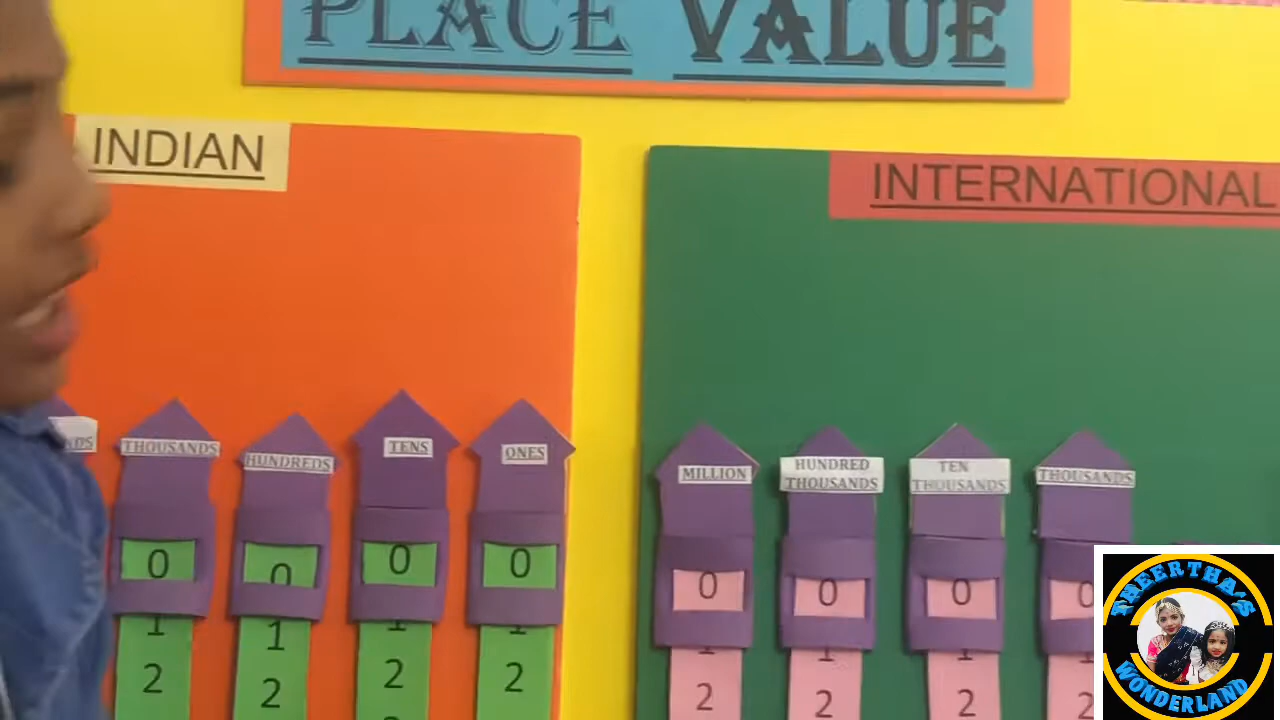 PLACE VALUE
INDIAN
INTERNATIONAL
THOUSANDS
HUNDREDS
TENS
ONES
MILLION
HUNDRED
THOUSANDS
TEN
THOUSANDS
THOUSANDS
0 0 0 0
0 0 0 0
1 1 1 1
2 2 2 2
1 1 1 1
2 2 2 2
THEERTHA'S
WONDERLAND